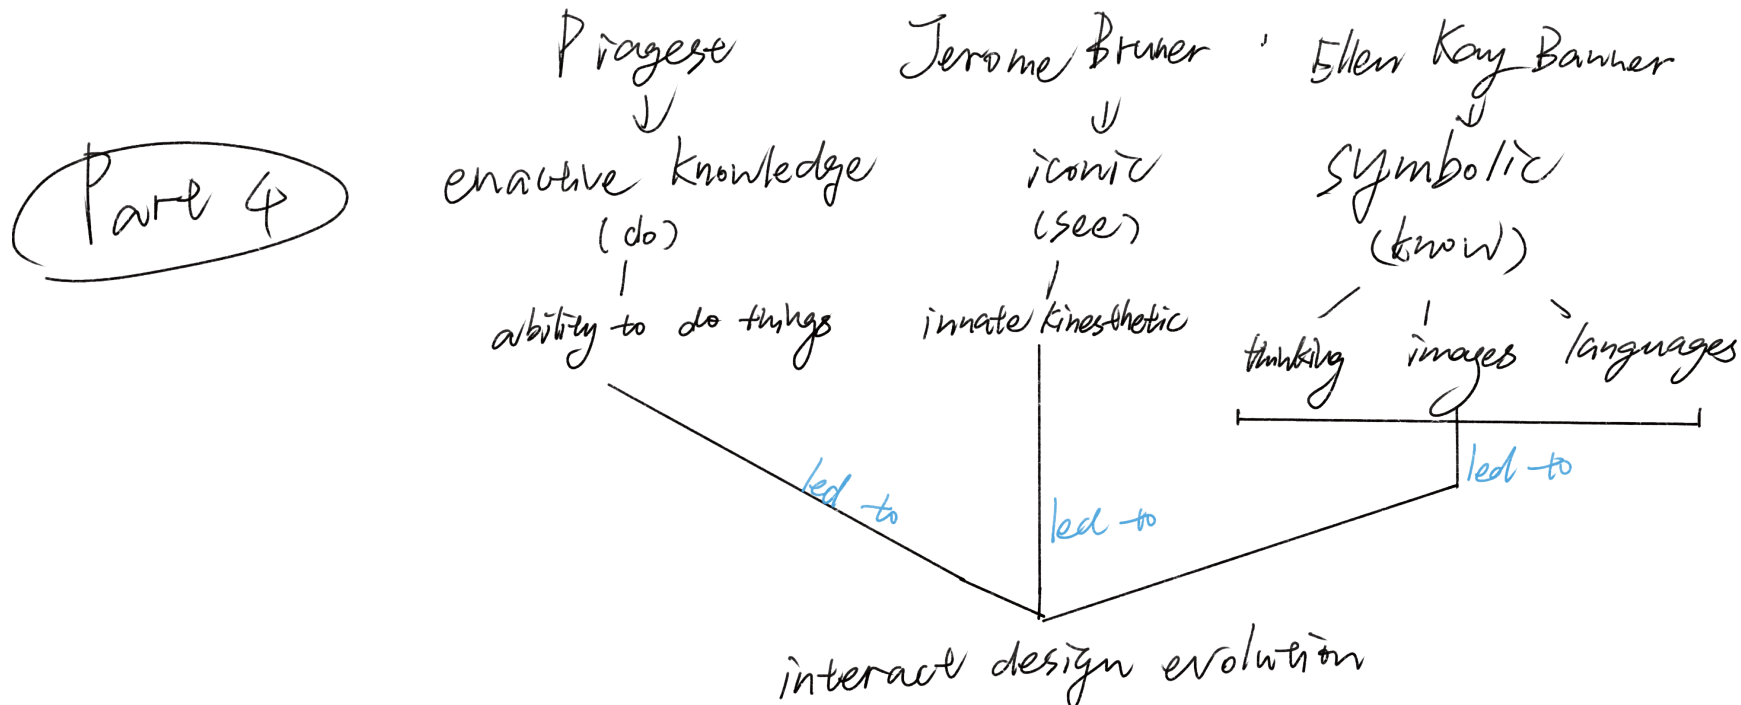 Piagese Jerome Bruner , Ellen Kay Banner
Part 4
enactive knowledge iconic symbolic
(do) (see) (know)
ability to do things innate kinesthetic
thinking images languages
led to led to led to
interact design evolution